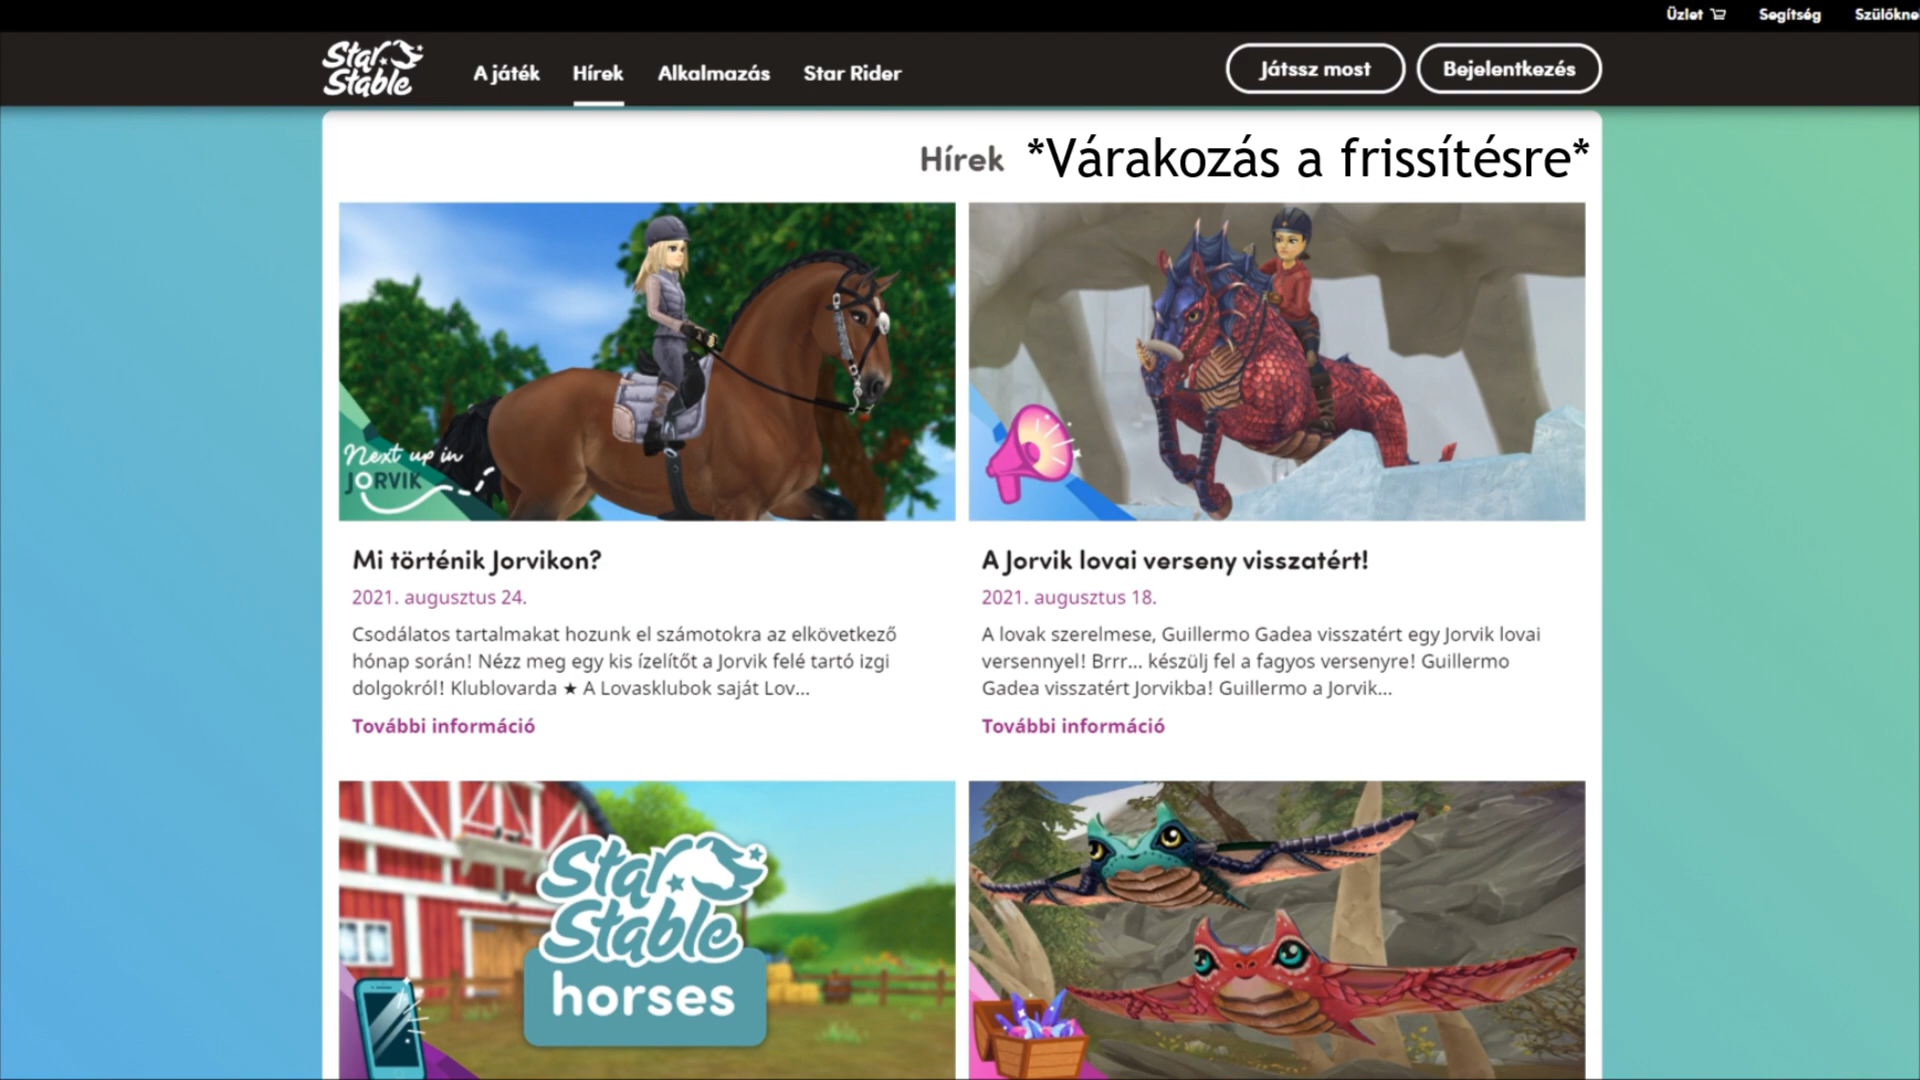 Üzlet
Segítség
Szülőkne
Star Stable
A játék
Hírek
Alkalmazás
Star Rider
Játssz most
Bejelentkezés
Hírek
*Várakozás a frissítésre*
Next up in
JORVIK
Mi történik Jorvikon?
2021. augusztus 24.
Csodálatos tartalmakat hozunk el számotokra az elkövetkező
hónap során! Nézz meg egy kis ízelítőt a Jorvik felé tartó izgi
dolgokról! Klublovarda ★ A Lovasklubok saját Lov...
További információ
A Jorvik lovai verseny visszatért!
2021. augusztus 18.
A lovak szerelmese, Guillermo Gadea visszatért egy Jorvik lovai
versennyel! Brrr... készülj fel a fagyos versenyre! Guillermo
Gadea visszatért Jorvikba! Guillermo a Jorvik...
További információ
Star
Stable
horses